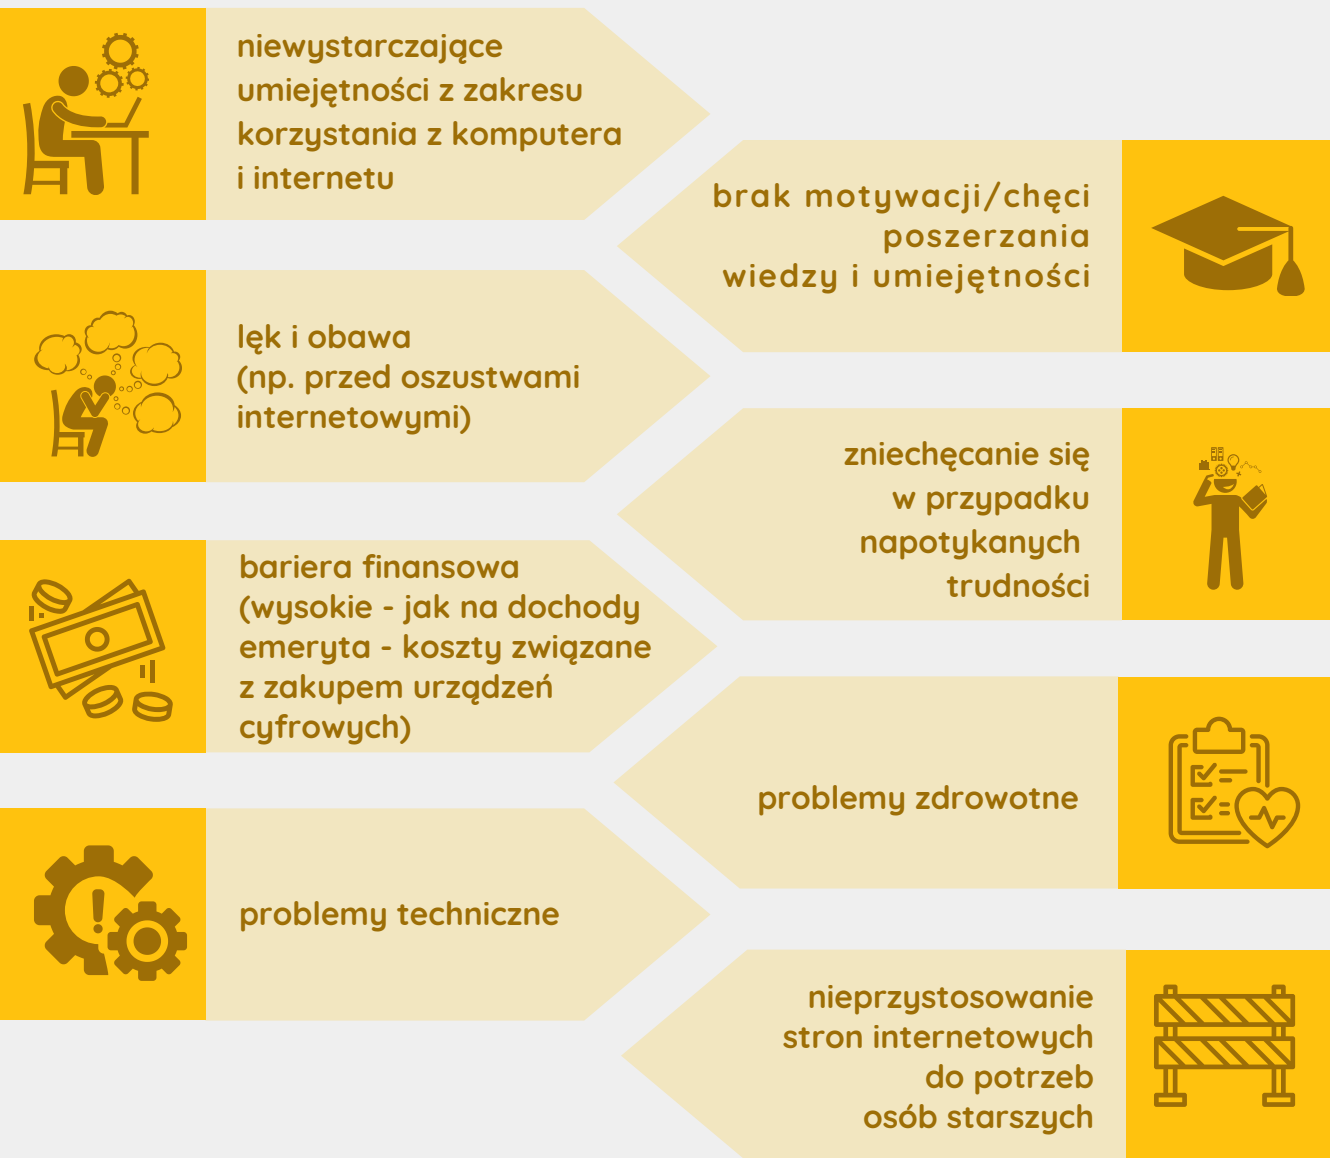 niewystarczające
umiejętności z zakresu
korzystania z komputera
i internetu
brak motywacji/chęci
poszerzania
wiedzy i umiejętności
lęk i obawa
(np. przed oszustwami
internetowymi)
zniechęcanie się
w przypadku
napotykanych
trudności
bariera finansowa
(wysokie - jak na dochody
emeryta - koszty związane
z zakupem urządzeń
cyfrowych)
problemy zdrowotne
problemy techniczne
nieprzystosowanie
stron internetowych
do potrzeb
osób starszych